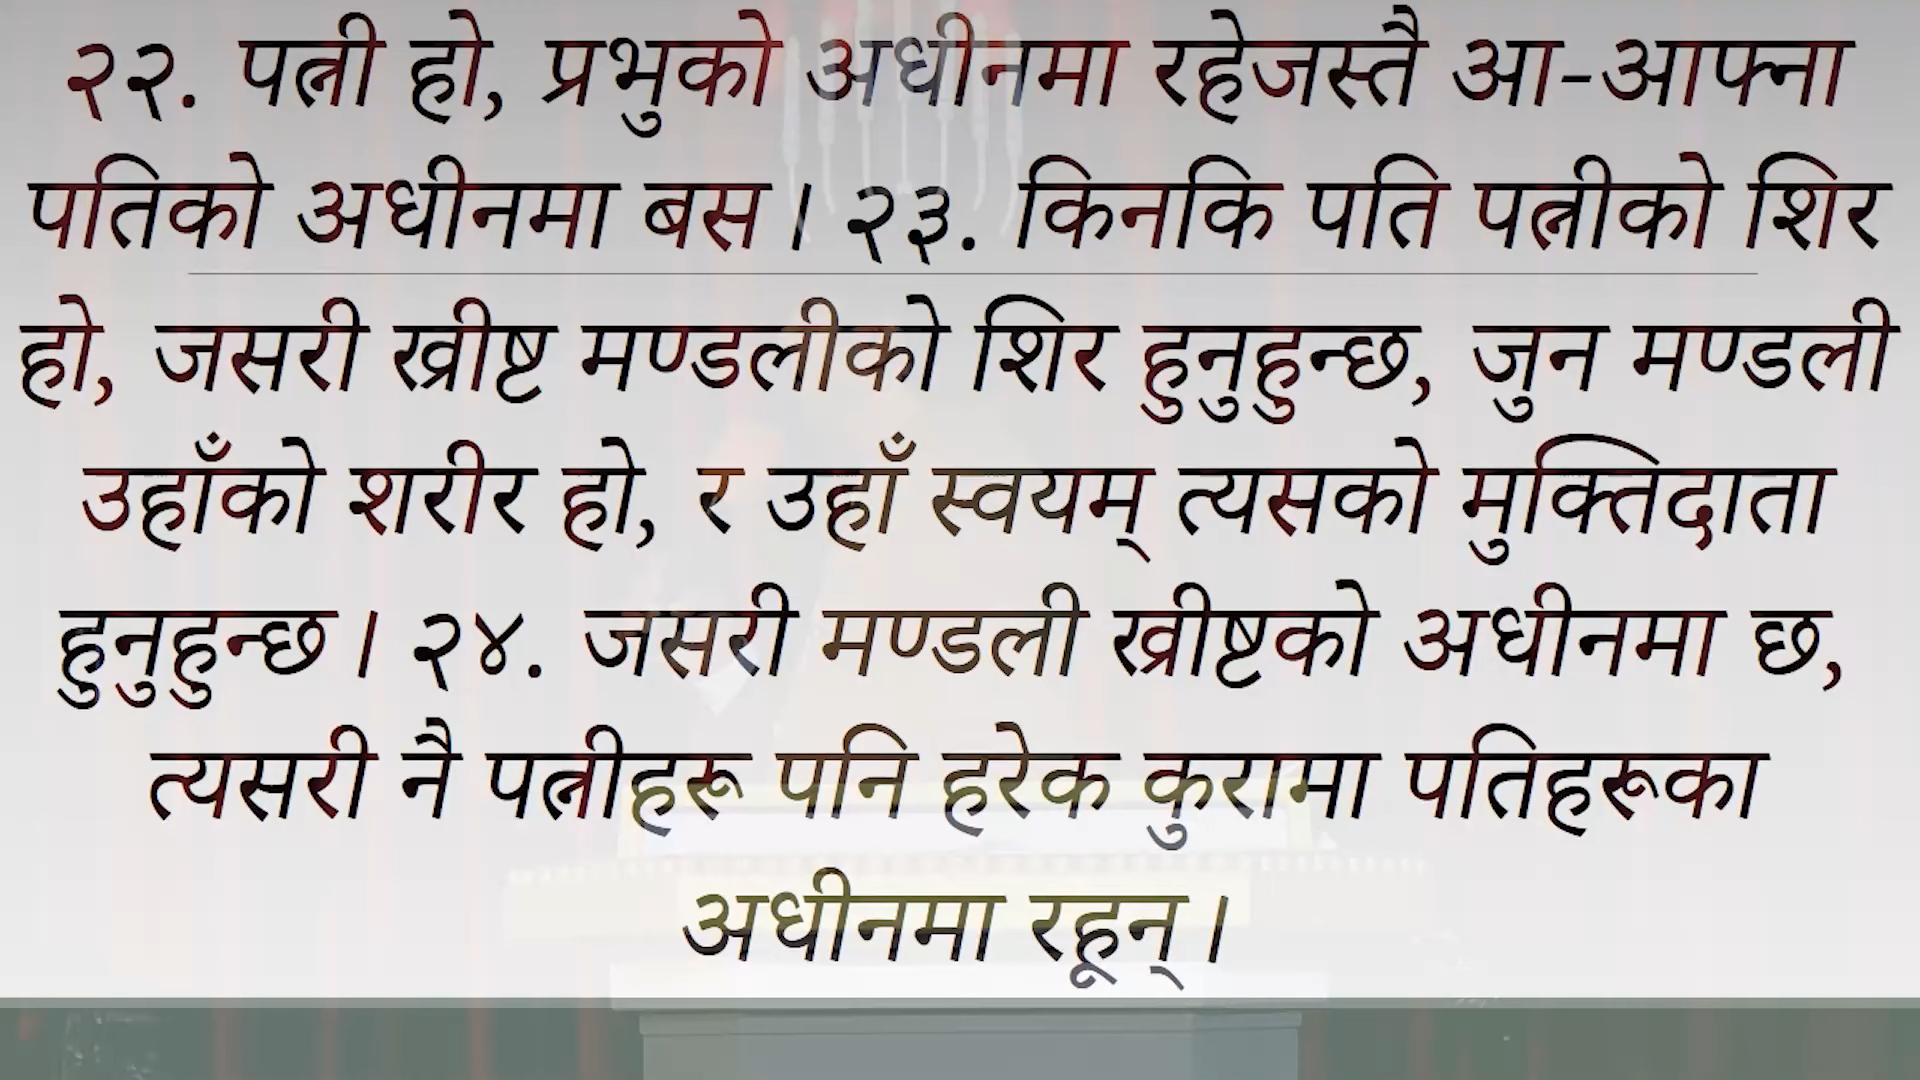 २२. पत्नी हो, प्रभुको अधीनमा रहेजस्तै आ-आफ्ना
पतिको अधीनमा बस । २३. किनकि पति पत्नीको शिर
हो, जसरी ख्रीष्ट मण्डलीको शिर हुनुहुन्छ, जुन मण्डली
उहाँको शरीर हो, र उहाँ स्वयम् त्यसको मुक्तिदाता
हुनुहुन्छ । २४. जसरी मण्डली ख्रीष्टको अधीनमा छ,
त्यसरी नै पत्नीहरू पनि हरेक कुरामा पतिहरूका
अधीनमा रहून् ।